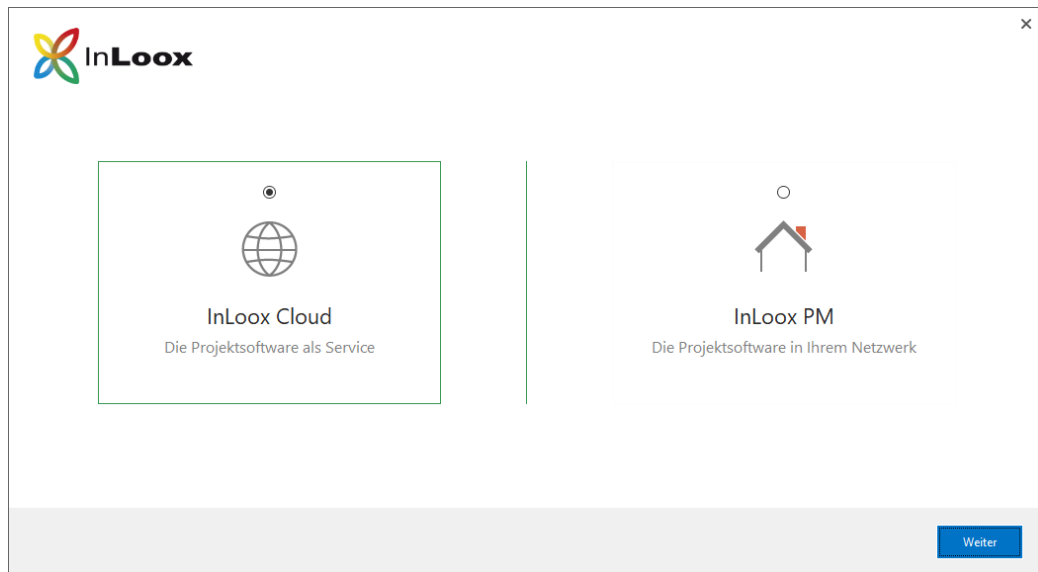 InLoox
InLoox Cloud
Die Projektsoftware als Service
InLoox PM
Die Projektsoftware in Ihrem Netzwerk
Weiter